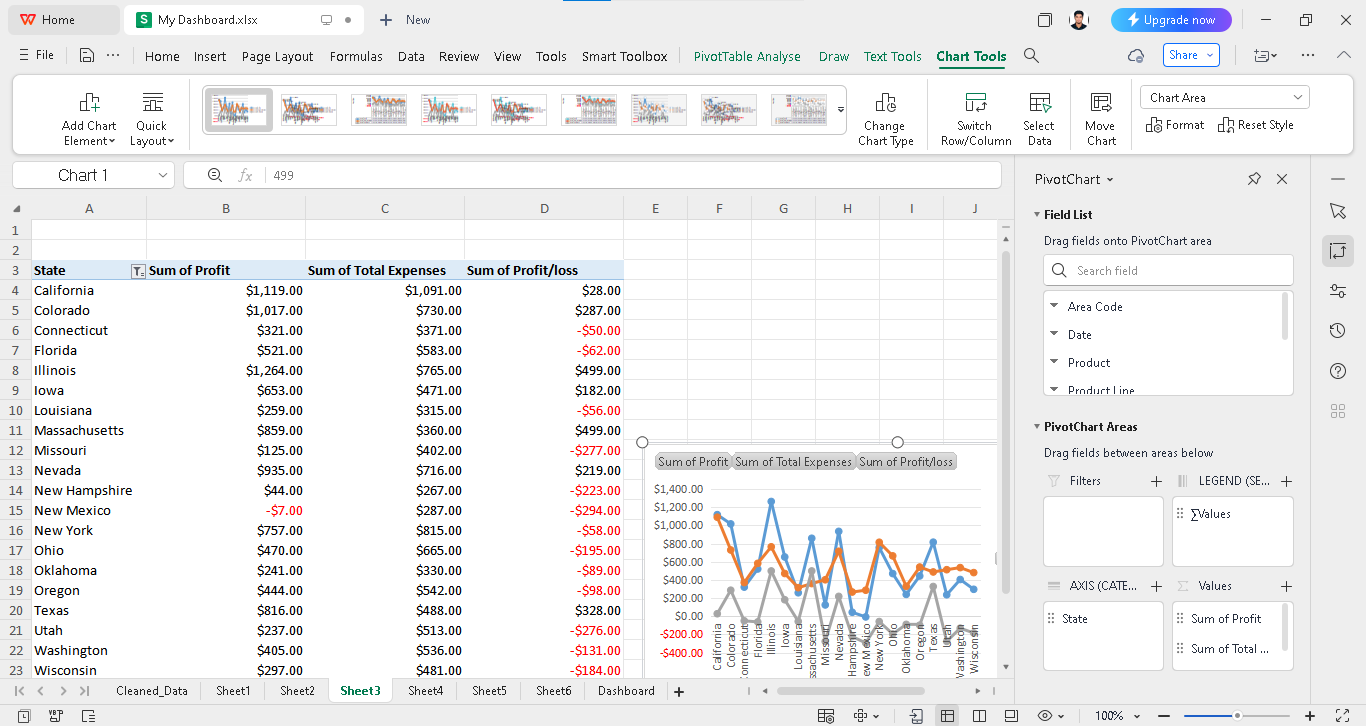 Home
My Dashboard.xlsx
New
Upgrade now
File
Home Insert Page Layout Formulas Data Review View Tools Smart Toolbox
PivotTable Analyse Draw Text Tools Chart Tools
Share
Add Chart Element
Quick Layout
Change Chart Type
Switch Row/Column
Select Data
Move Chart
Chart Area
Format
Reset Style
Chart 1
fx 499
PivotChart
Field List
Drag fields onto PivotChart area
Search field
Area Code
Date
Product
Product Line
PivotChart Areas
Drag fields between areas below
Filters
LEGEND (SE...
∑Values
AXIS (CATE...
Values
State
Sum of Profit
Sum of Total ...
A B C D E F G H I J
1
2
3 State Sum of Profit Sum of Total Expenses Sum of Profit/loss
4 California $1,119.00 $1,091.00 $28.00
5 Colorado $1,017.00 $730.00 $287.00
6 Connecticut $321.00 $371.00 -$50.00
7 Florida $521.00 $583.00 -$62.00
8 Illinois $1,264.00 $765.00 $499.00
9 Iowa $653.00 $471.00 $182.00
10 Louisiana $259.00 $315.00 -$56.00
11 Massachusetts $859.00 $360.00 $499.00
12 Missouri $125.00 $402.00 -$277.00
13 Nevada $935.00 $716.00 $219.00
14 New Hampshire $44.00 $267.00 -$223.00
15 New Mexico -$7.00 $287.00 -$294.00
16 New York $757.00 $815.00 -$58.00
17 Ohio $470.00 $665.00 -$195.00
18 Oklahoma $241.00 $330.00 -$89.00
19 Oregon $444.00 $542.00 -$98.00
20 Texas $816.00 $488.00 $328.00
21 Utah $237.00 $513.00 -$276.00
22 Washington $405.00 $536.00 -$131.00
23 Wisconsin $297.00 $481.00 -$184.00
Sum of Profit Sum of Total Expenses Sum of Profit/loss
$1,400.00
$1,200.00
$1,000.00
$800.00
$600.00
$400.00
$200.00
$0.00
-$200.00
-$400.00
California
Colorado
Connecticut
Florida
Illinois
Iowa
Louisiana
ssachusetts
Missouri
Nevada
Hampshire
ew Mexico
New York
Ohio
Oklahoma
Oregon
Texas
Utah
Washington
Wisconsin
Cleaned_Data Sheet1 Sheet2 Sheet3 Sheet4 Sheet5 Sheet6 Dashboard
100%